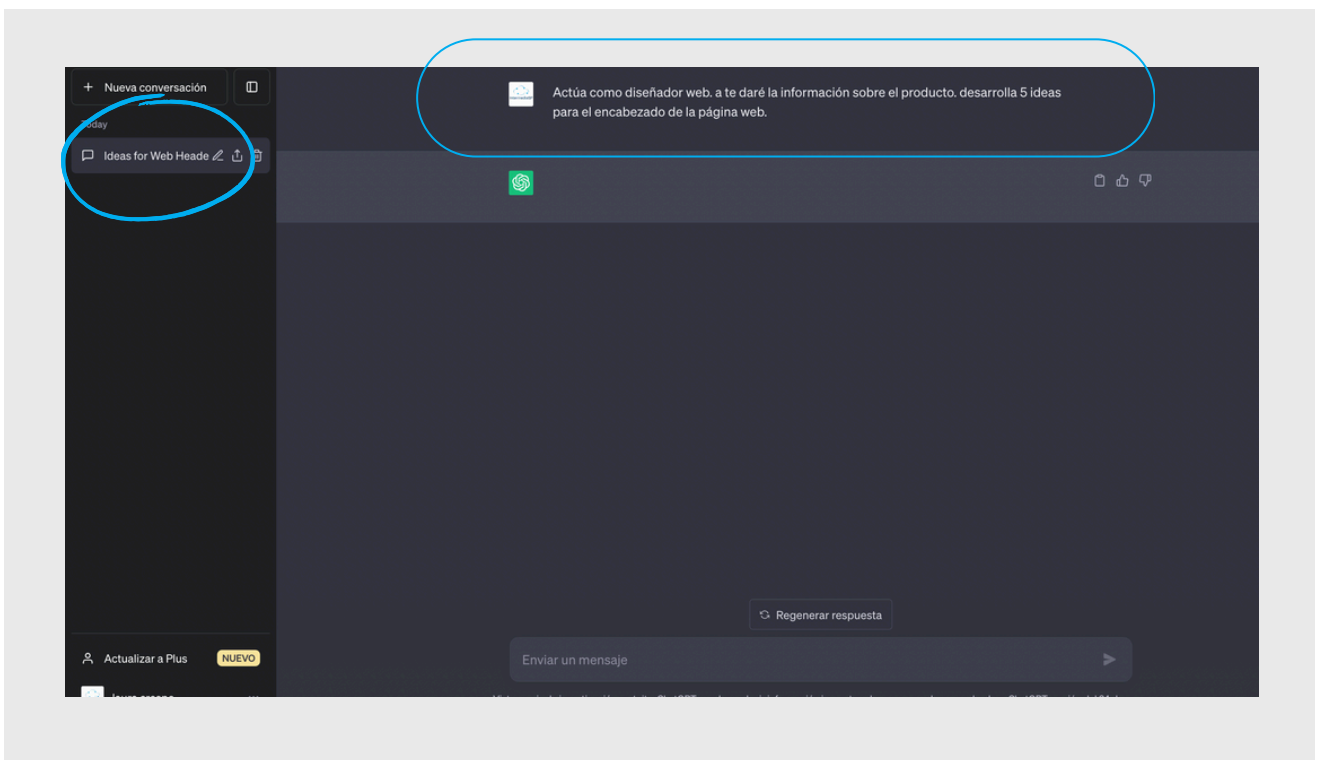 Nueva conversación
Today
Ideas for Web Heade
Actúa como diseñador web. a te daré la información sobre el producto. desarrolla 5 ideas
para el encabezado de la página web.
Regenerar respuesta
Enviar un mensaje
Actualizar a Plus
NUEVO